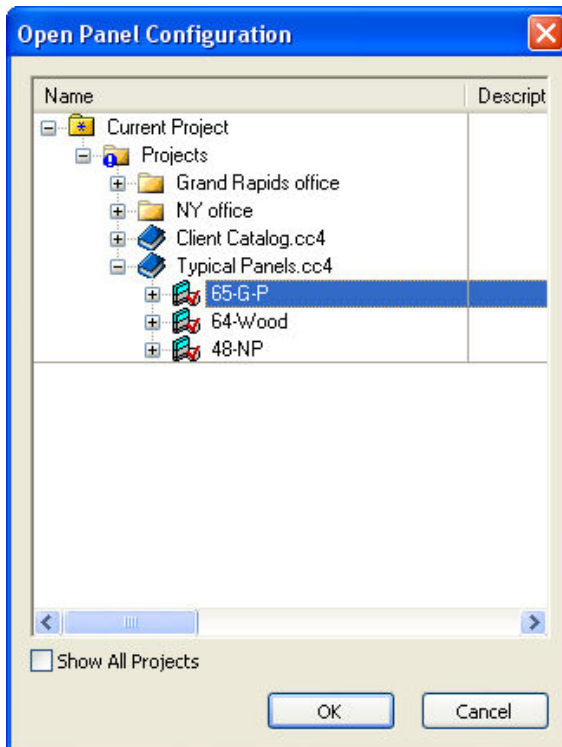 Open Panel Configuration
Name Descript
Current Project
Projects
Grand Rapids office
NY office
Client Catalog.cc4
Typical Panels.cc4
65-G-P
64-Wood
48-NP
Show All Projects
OK Cancel